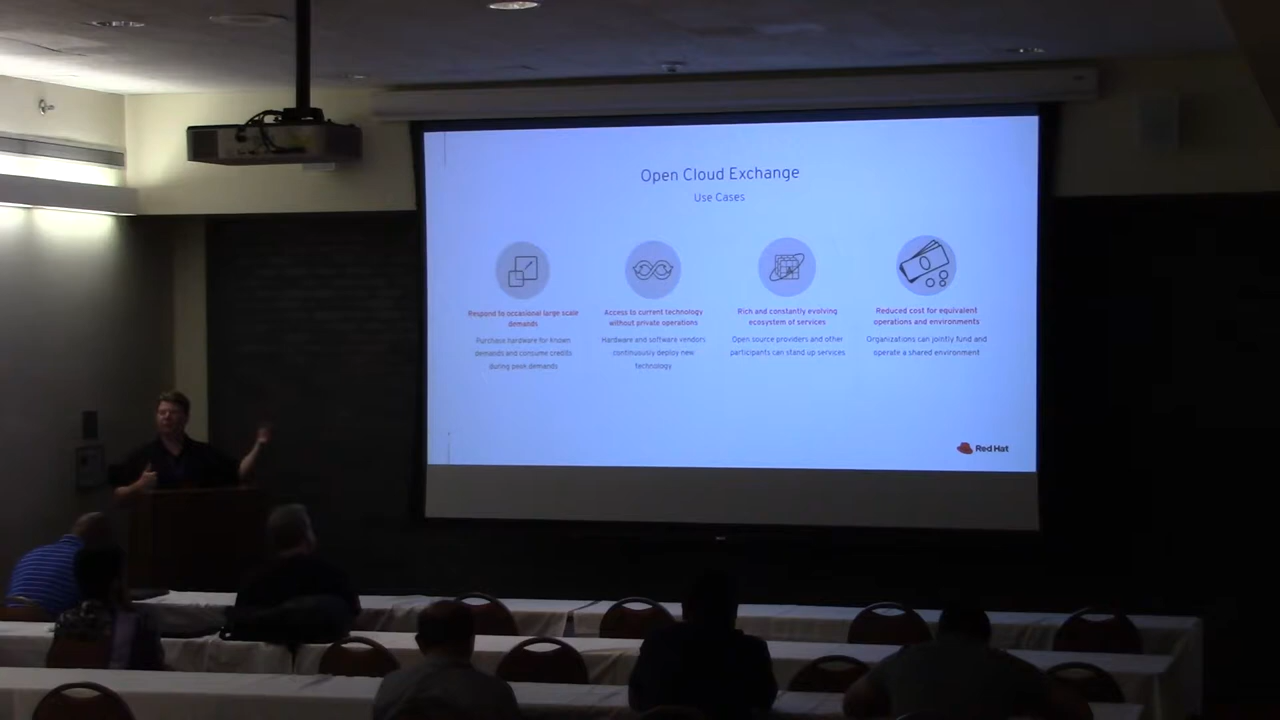 Open Cloud Exchange
Use Cases
Respond to occasional large scale
demands
Purchase hardware for known
demands and consume credits
during peak demands
Access to current technology
without private operations
Hardware and software vendors
continuously deploy new
technology
Rich and constantly evolving
ecosystem of services
Open source providers and other
participants can stand up services
Reduced cost for equivalent
operations and environments
Organizations can jointly fund and
operate a shared environment
Red Hat